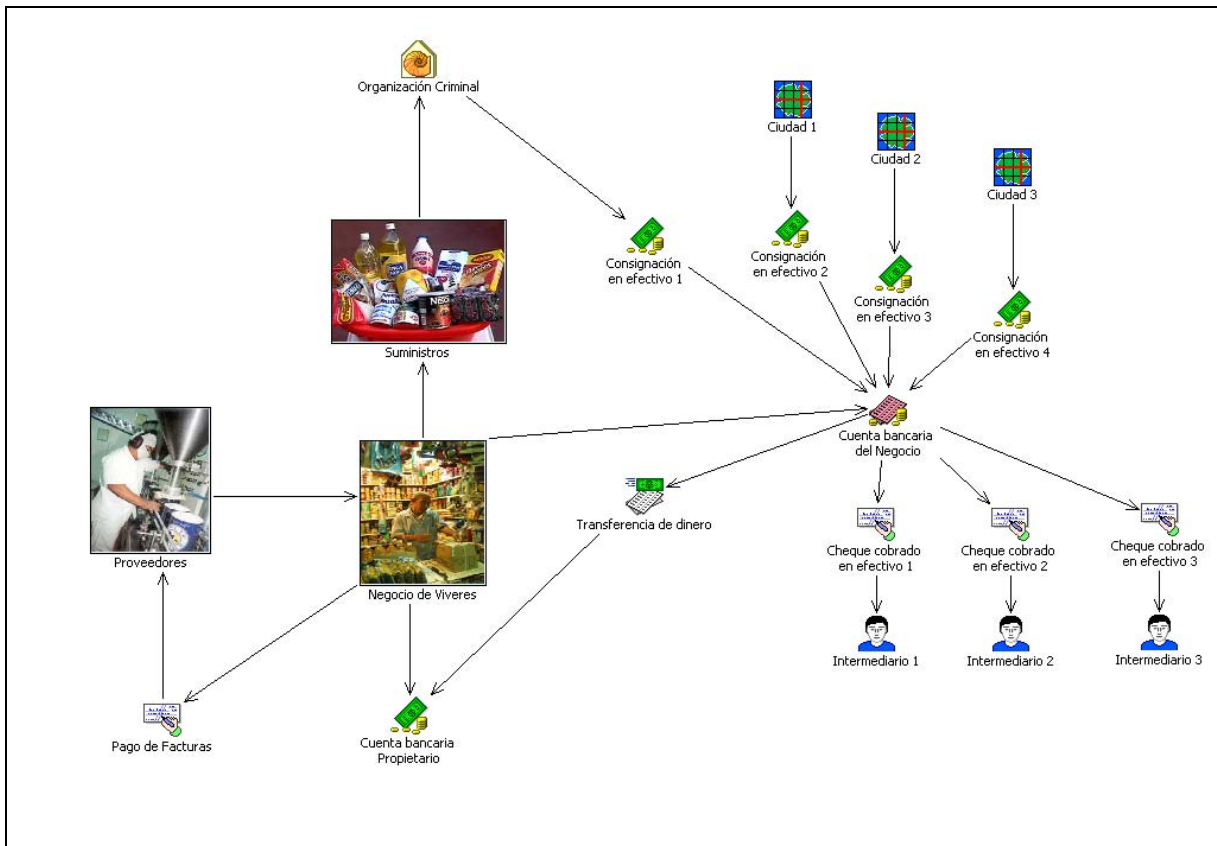 Organización Criminal
Ciudad 1
Ciudad 2
Ciudad 3
Consignación
en efectivo 1
Consignación
en efectivo 2
Consignación
en efectivo 3
Consignación
en efectivo 4
Suministros
Cuenta bancaria
del Negocio
Transferencia de dinero
Proveedores
Negocio de Viveres
Cheque cobrado
en efectivo 1
Cheque cobrado
en efectivo 2
Cheque cobrado
en efectivo 3
Intermediario 1
Intermediario 2
Intermediario 3
Pago de Facturas
Cuenta bancaria
Propietario